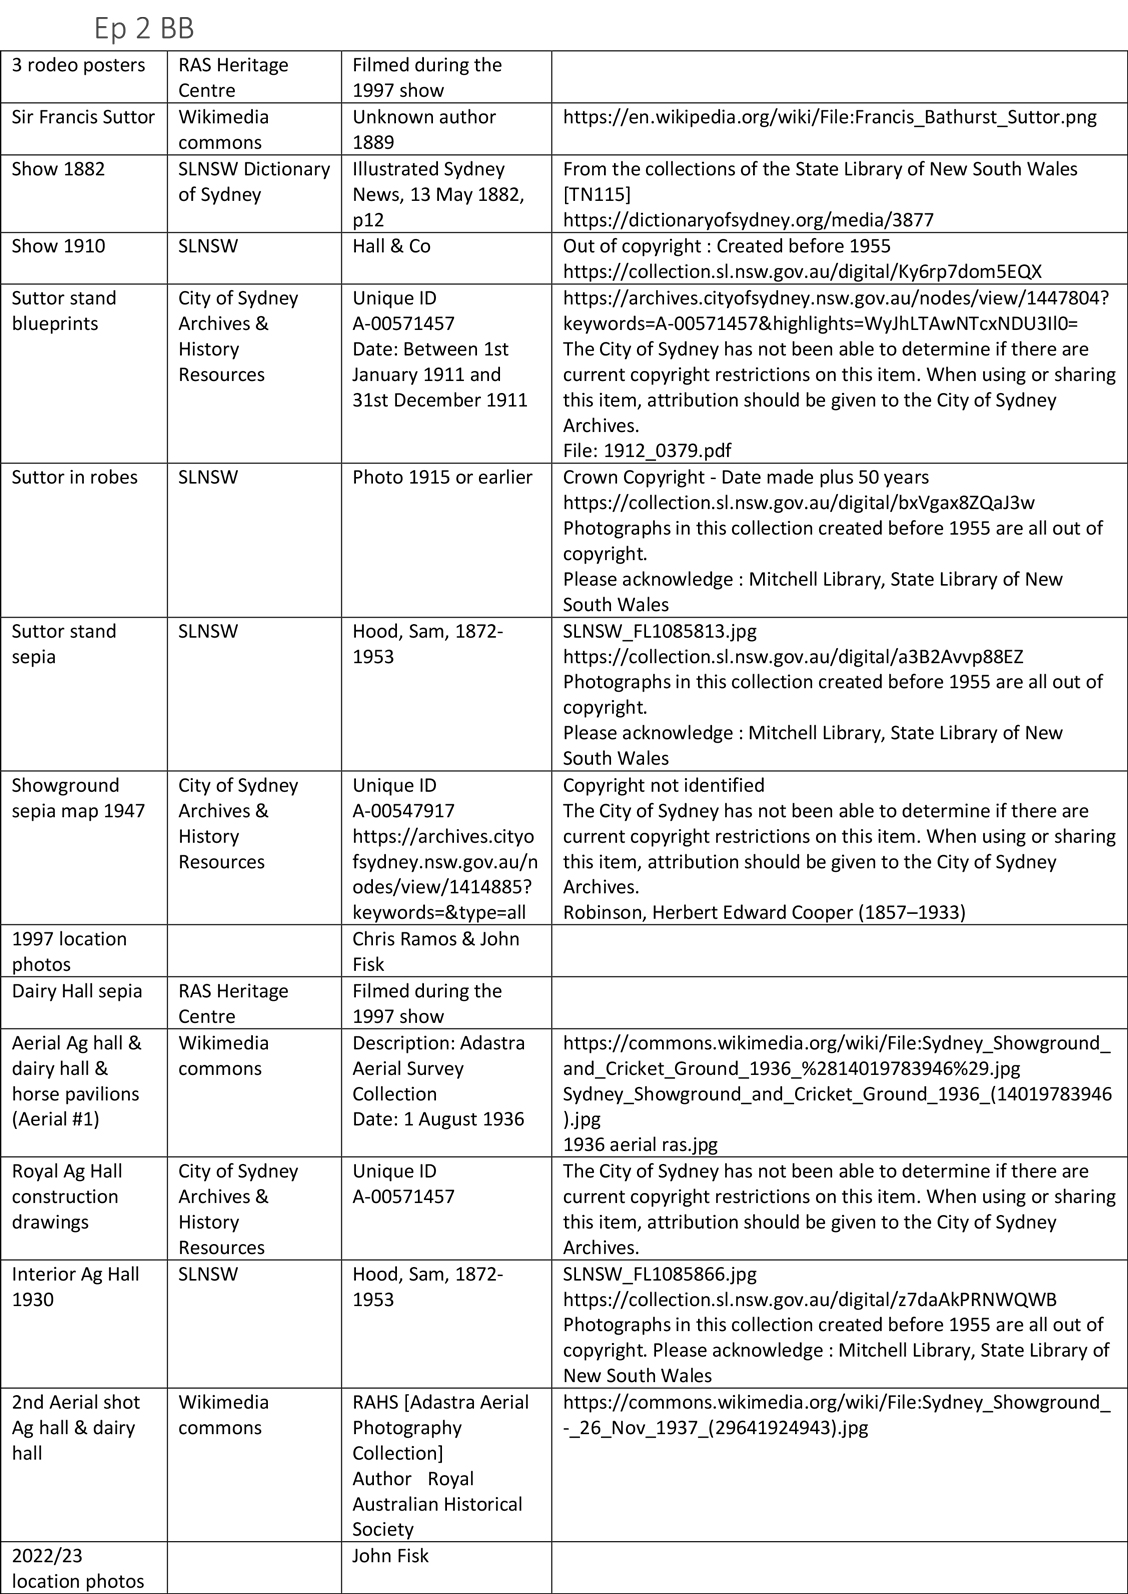 Ep 2 BB
3 rodeo posters
RAS Heritage
Centre
Filmed during the
1997 show
Sir Francis Suttor
Wikimedia
commons
Unknown author
1889
https://en.wikipedia.org/wiki/File:Francis_Bathurst_Suttor.png
Show 1882
SLNSW Dictionary
of Sydney
Illustrated Sydney
News, 13 May 1882,
p12
From the collections of the State Library of New South Wales
[TN115]
https://dictionaryofsydney.org/media/3877
Show 1910
SLNSW
Hall & Co
Out of copyright : Created before 1955
https://collection.sl.nsw.gov.au/digital/Ky6rp7dom5EQX
Suttor stand
blueprints
City of Sydney
Archives &
History
Resources
Unique ID
A-00571457
Date: Between 1st
January 1911 and
31st December 1911
https://archives.cityofsydney.nsw.gov.au/nodes/view/1447804?
keywords=A-00571457&highlights=WyJhLTAwNTcxNDU3Il0=
The City of Sydney has not been able to determine if there are
current copyright restrictions on this item. When using or sharing
this item, attribution should be given to the City of Sydney
Archives.
File: 1912_0379.pdf
Suttor in robes
SLNSW
Photo 1915 or earlier
Crown Copyright - Date made plus 50 years
https://collection.sl.nsw.gov.au/digital/bxVgax8ZQaJ3w
Photographs in this collection created before 1955 are all out of
copyright.
Please acknowledge : Mitchell Library, State Library of New
South Wales
Suttor stand
sepia
SLNSW
Hood, Sam, 1872-
1953
SLNSW_FL1085813.jpg
https://collection.sl.nsw.gov.au/digital/a3B2Avvp88EZ
Photographs in this collection created before 1955 are all out of
copyright.
Please acknowledge : Mitchell Library, State Library of New
South Wales
Showground
sepia map 1947
City of Sydney
Archives &
History
Resources
Unique ID
A-00547917
https://archives.cityo
fsydney.nsw.gov.au/n
odes/view/1414885?
keywords=&type=all
Copyright not identified
The City of Sydney has not been able to determine if there are
current copyright restrictions on this item. When using or sharing
this item, attribution should be given to the City of Sydney
Archives.
Robinson, Herbert Edward Cooper (1857–1933)
1997 location
photos
Chris Ramos & John
Fisk
Dairy Hall sepia
RAS Heritage
Centre
Filmed during the
1997 show
Aerial Ag hall &
dairy hall &
horse pavilions
(Aerial #1)
Wikimedia
commons
Description: Adastra
Aerial Survey
Collection
Date: 1 August 1936
https://commons.wikimedia.org/wiki/File:Sydney_Showground_
and_Cricket_Ground_1936_%2814019783946%29.jpg
Sydney_Showground_and_Cricket_Ground_1936_(14019783946
).jpg
1936 aerial ras.jpg
Royal Ag Hall
construction
drawings
City of Sydney
Archives &
History
Resources
Unique ID
A-00571457
The City of Sydney has not been able to determine if there are
current copyright restrictions on this item. When using or sharing
this item, attribution should be given to the City of Sydney
Archives.
Interior Ag Hall
1930
SLNSW
Hood, Sam, 1872-
1953
SLNSW_FL1085866.jpg
https://collection.sl.nsw.gov.au/digital/z7daAkPRNWQWB
Photographs in this collection created before 1955 are all out of
copyright. Please acknowledge : Mitchell Library, State Library of
New South Wales
2nd Aerial shot
Ag hall & dairy
hall
Wikimedia
commons
RAHS [Adastra Aerial
Photography
Collection]
Author Royal
Australian Historical
Society
https://commons.wikimedia.org/wiki/File:Sydney_Showground_
-_26_Nov_1937_(29641924943).jpg
2022/23
location photos
John Fisk